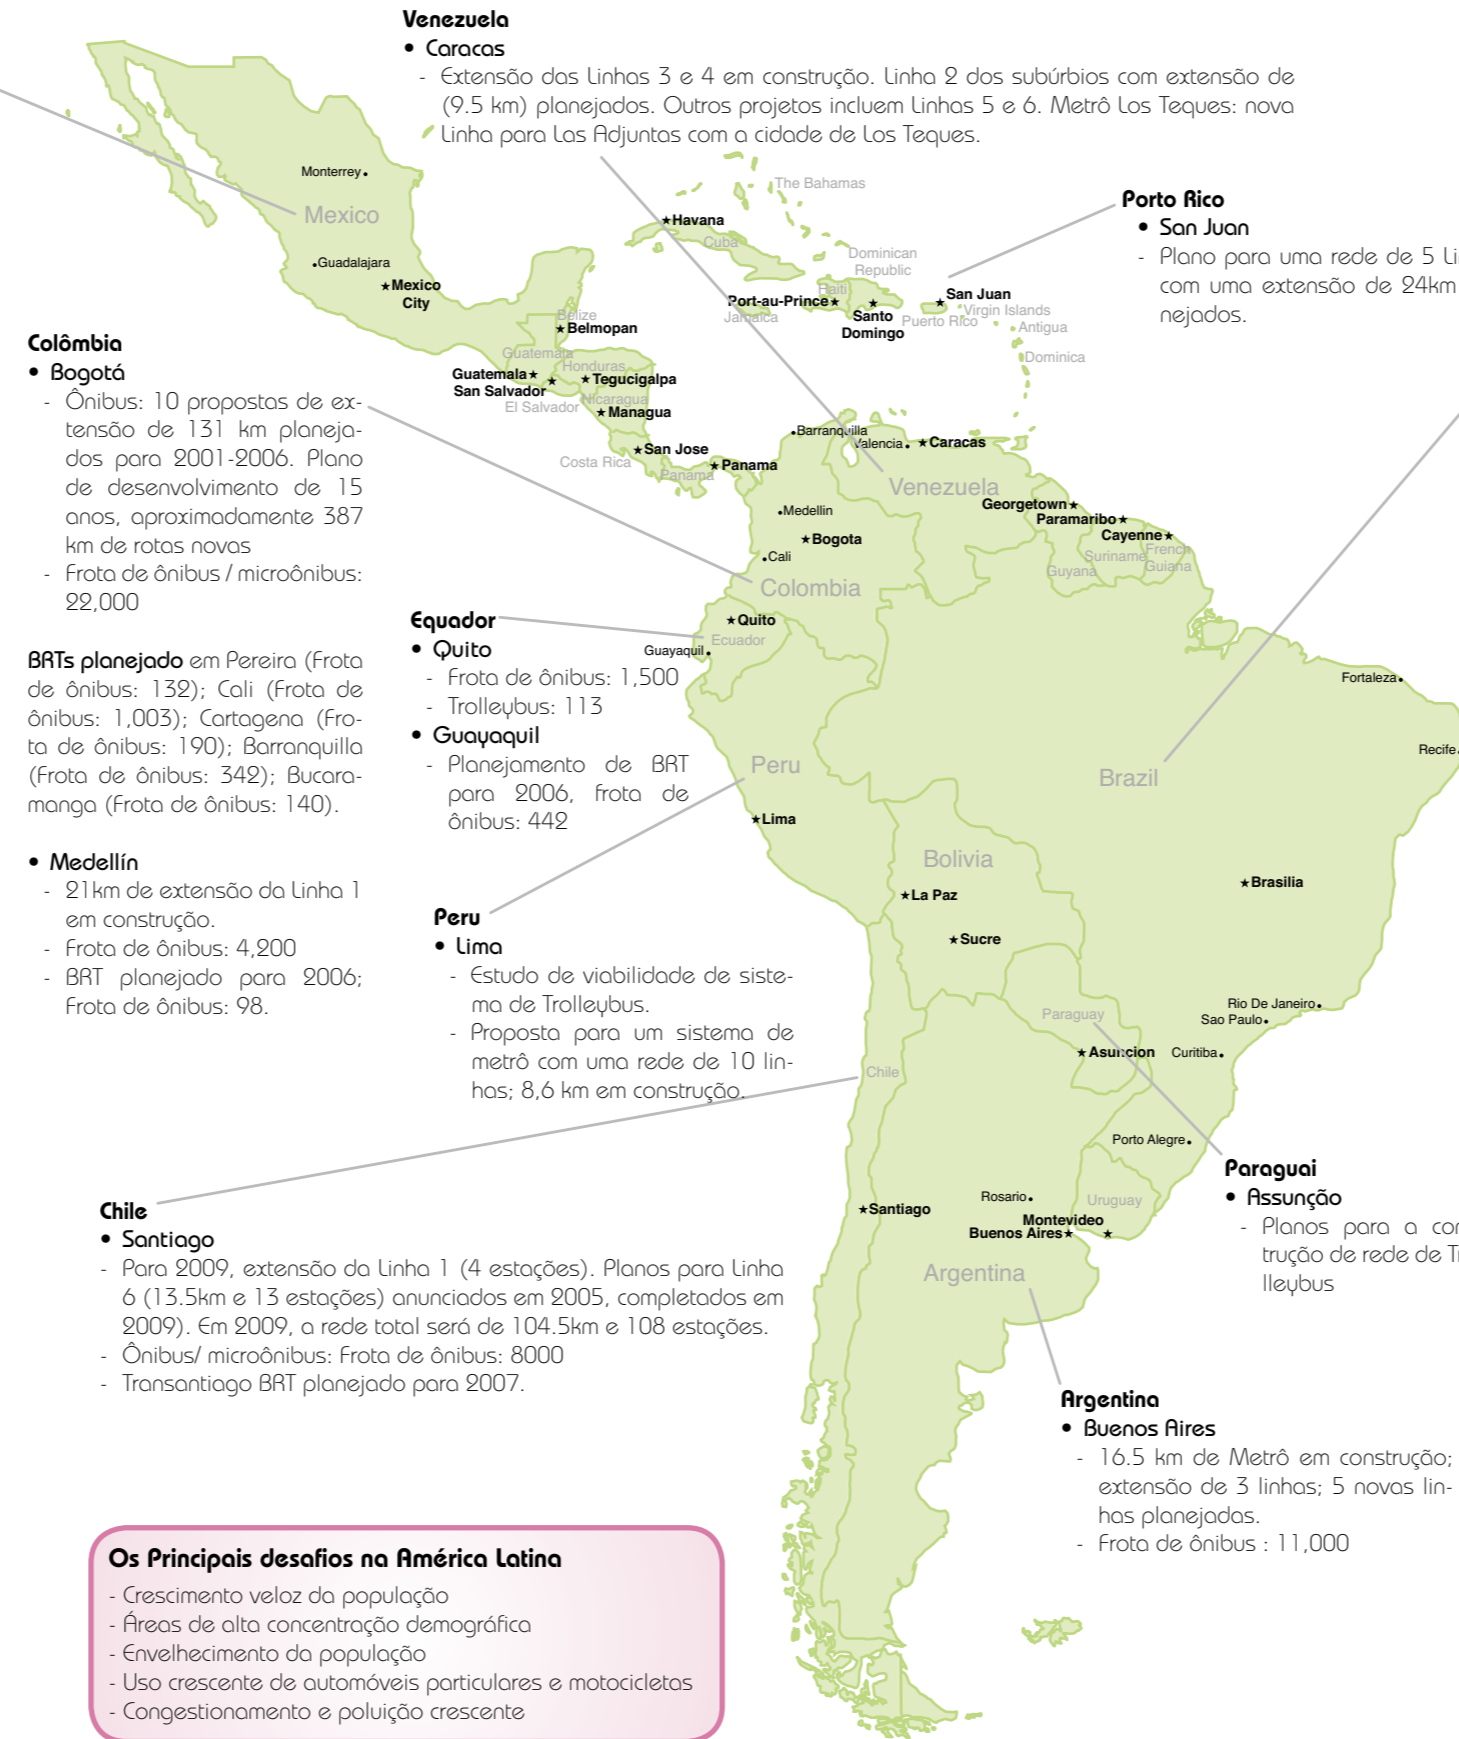 Venezuela
• Caracas
- Extensão das Linhas 3 e 4 em construção. Linha 2 dos subúrbios com extensão de
(9.5 km) planejados. Outros projetos incluem Linhas 5 e 6. Metrô Los Teques: nova
Linha para Las Adjuntas com a cidade de Los Teques.
Porto Rico
• San Juan
- Plano para uma rede de 5 Li
com uma extensão de 24km
nejados.
Colômbia
• Bogotá
- Ônibus: 10 propostas de ex-
tensão de 131 km planeja-
dos para 2001-2006. Plano
de desenvolvimento de 15
anos, aproximadamente 387
km de rotas novas
- Frota de ônibus / microônibus:
22,000
BRTs planejado em Pereira (Frota
de ônibus: 132); Cali (Frota de
ônibus: 1,003); Cartagena (Fro-
ta de ônibus: 190); Barranquilla
(Frota de ônibus: 342); Bucara-
manga (Frota de ônibus: 140).
• Medellín
- 21km de extensão da Linha 1
em construção.
- Frota de ônibus: 4,200
- BRT planejado para 2006;
Frota de ônibus: 98.
Equador
• Quito
- Frota de ônibus: 1,500
- Trolleybus: 113
• Guayaquil
- Planejamento de BRT
para 2006, frota de
ônibus: 442
Peru
• Lima
- Estudo de viabilidade de siste-
ma de Trolleybus.
- Proposta para um sistema de
metrô com uma rede de 10 lin-
has; 8,6 km em construção.
Chile
• Santiago
- Para 2009, extensão da Linha 1 (4 estações). Planos para Linha
6 (13.5km e 13 estações) anunciados em 2005, completados em
2009). Em 2009, a rede total será de 104.5km e 108 estações.
- Ônibus/ microônibus: Frota de ônibus: 8000
- Transantiago BRT planejado para 2007.
Paraguai
• Assunção
- Planos para a con
trução de rede de Tr
lleybus
Argentina
• Buenos Aires
- 16.5 km de Metrô em construção;
extensão de 3 linhas; 5 novas lin-
has planejadas.
- Frota de ônibus : 11,000
Os Principais desafios na América Latina
- Crescimento veloz da população
- Áreas de alta concentração demográfica
- Envelhecimento da população
- Uso crescente de automóveis particulares e motocicletas
- Congestionamento e poluição crescente
Monterrey
Mexico
Guadalajara
Mexico
City
The Bahamas
Havana
Cuba
Dominican
Republic
Haiti
Port-au-Prince
Jamaica
Santo
Domingo
San Juan
Puerto Rico
Virgin Islands
Antigua
Dominica
Belize
Belmopan
Guatemala
Honduras
Guatemala
Tegucigalpa
San Salvador
El Salvador
Nicaragua
Managua
San Jose
Costa Rica
Panama
Panama
Barranquilla
Valencia
Caracas
Venezuela
Georgetown
Paramaribo
Cayenne
French
Guiana
Suriname
Guyana
Medellin
Bogota
Cali
Colombia
Quito
Ecuador
Guayaquil
Fortaleza
Recife
Peru
Brazil
Lima
Bolivia
La Paz
Brasilia
Sucre
Rio De Janeiro
Sao Paulo
Paraguay
Asuncion
Curitiba
Chile
Porto Alegre
Uruguay
Rosario
Santiago
Montevideo
Buenos Aires
Argentina